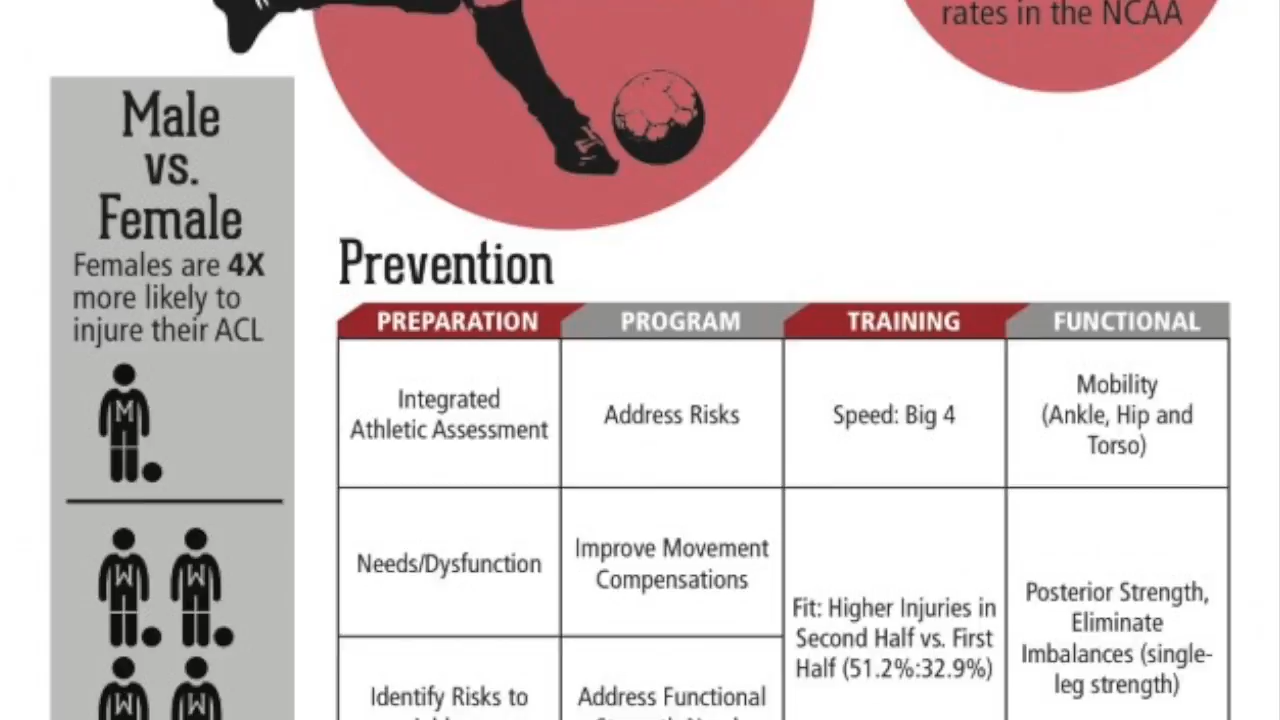 rates in the NCAA
Male
vs.
Female
Females are 4X
more likely to
injure their ACL
M
W W
W W
Prevention
PREPARATION PROGRAM TRAINING FUNCTIONAL
Integrated
Athletic Assessment
Address Risks
Speed: Big 4
Mobility
(Ankle, Hip and
Torso)
Needs/Dysfunction
Improve Movement
Compensations
Fit: Higher Injuries in
Second Half vs. First
Half (51.2%:32.9%)
Posterior Strength,
Eliminate
Imbalances (single-
leg strength)
Identify Risks to
Address Functional